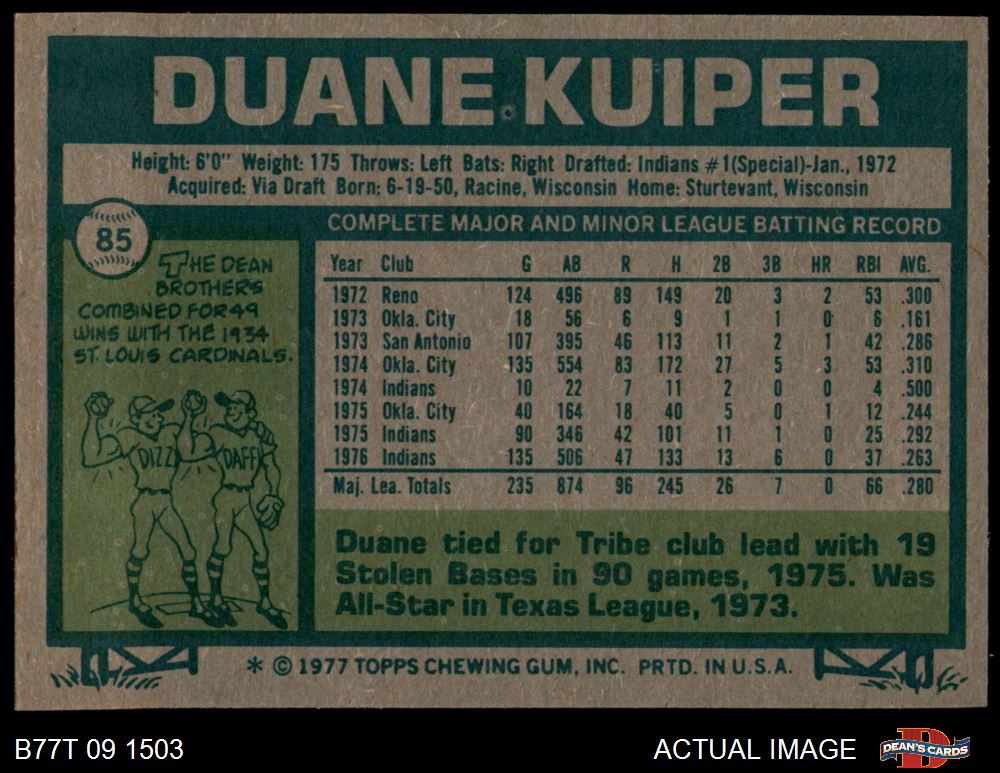 DUANE KUIPER
Height: 6'0" Weight: 175 Throws: Left Bats: Right Drafted: Indians #1(Special)-Jan., 1972
Acquired: Via Draft Born: 6-19-50, Racine, Wisconsin Home: Sturtevant, Wisconsin
85
THE DEAN
BROTHERS
COMBINED FOR 49
WINS WITH THE 1934
ST. LOUIS CARDINALS.
DIZZ DAFF
COMPLETE MAJOR AND MINOR LEAGUE BATTING RECORD
Year Club G AB R H 2B 3B HR RBI AVG.
1972 Reno 124 496 89 149 20 3 2 53 .300
1973 Okla. City 18 56 6 9 1 1 0 6 .161
1973 San Antonio 107 395 46 113 11 2 1 42 .286
1974 Okla. City 135 554 83 172 27 5 3 53 .310
1974 Indians 10 22 7 11 2 0 0 4 .500
1975 Okla. City 40 164 18 40 5 0 1 12 .244
1975 Indians 90 346 42 101 11 1 0 25 .292
1976 Indians 135 506 47 133 13 6 0 37 .263
Maj. Lea. Totals 235 874 96 245 26 7 0 66 .280
Duane tied for Tribe club lead with 19
Stolen Bases in 90 games, 1975. Was
All-Star in Texas League, 1973.
* © 1977 TOPPS CHEWING GUM, INC. PRTD. IN U.S.A.
B77T 09 1503 ACTUAL IMAGE DEAN'S CARDS